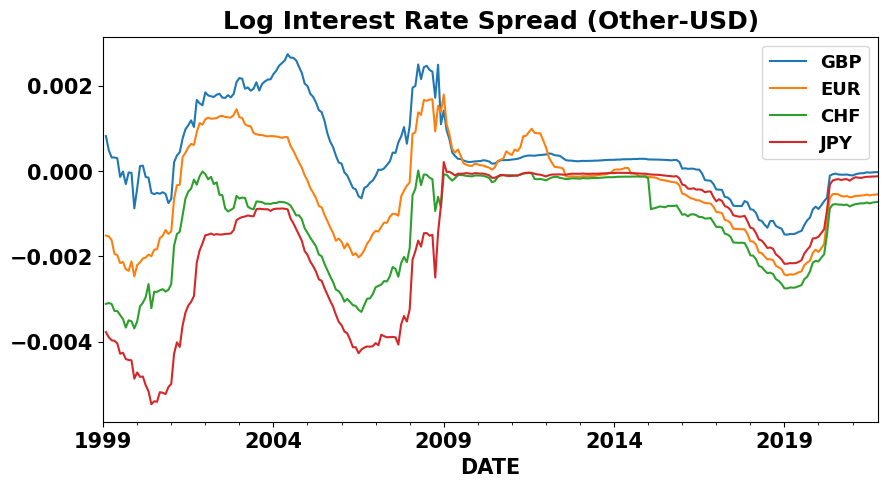 Log Interest Rate Spread (Other-USD)
GBP
EUR
CHF
JPY
0.002
0.000
−0.002
−0.004
1999
2004
2009
2014
2019
DATE